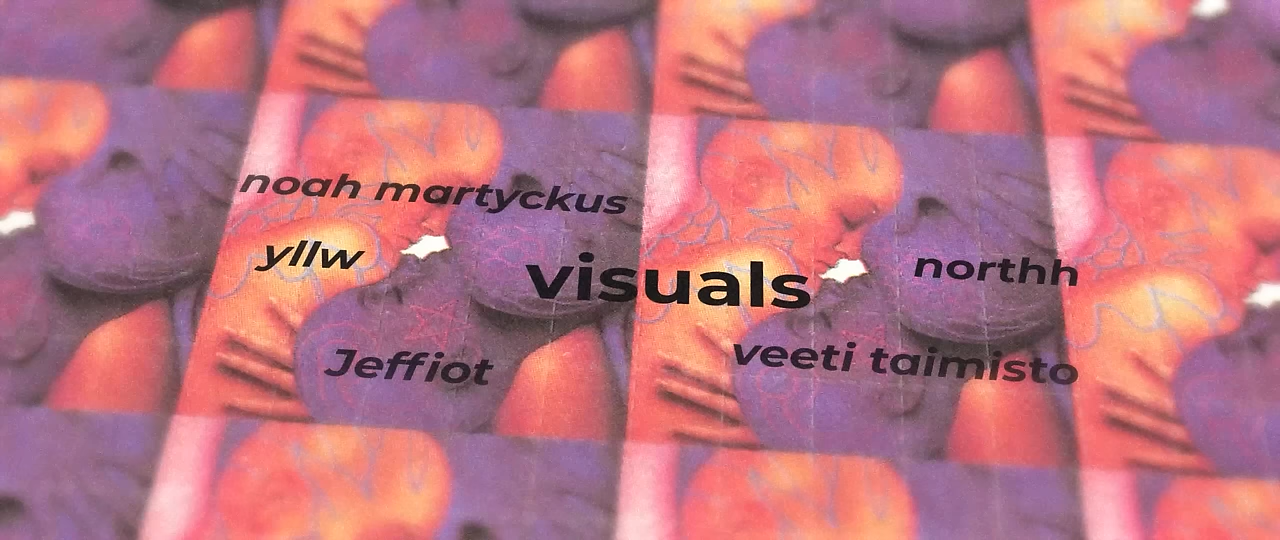 noah martyckus
yllw
visuals
northh
Jeffiot
veeti taimisto